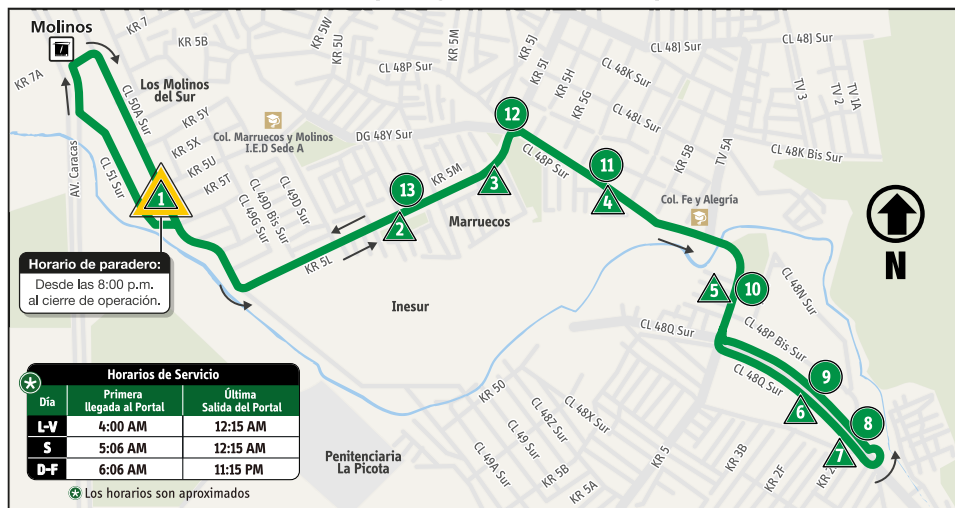 Molinos
KR 7
KR 5B
KR 5W
KR 5U
KR 5M
CL 48P Sur
KR 5J
KR 5I
KR 5H
KR 5G
CL 48K Sur
CL 48J Sur
CL 48J Sur
TV 3
TV 2
TV 1A
KR 7A
Los Molinos
del Sur
CL 50A Sur
KR 5Y
KR 5X
KR 5U
KR 5T
Col. Marruecos y Molinos
I.E.D Sede A
DG 48Y Sur
12
CL 48L Sur
KR 5B
TV 5A
CL 48K Bis Sur
AV. Caracas
CL 51 Sur
1
CL 49G Sur
CL 49D Bis Sur
CL 49D Sur
13
KR 5M
3
CL 48P Sur
11
4
Col. Fe y Alegría
2
Marruecos
KR 5L
N
Horario de paradero:
Desde las 8:00 p.m.
al cierre de operación.
Inesur
5
10
CL 48N Sur
CL 48Q Sur
CL 48P Bis Sur
CL 48Q Sur
9
6
8
7
Horarios de Servicio
Día
Primera
llegada al Portal
Última
Salida del Portal
L-V 4:00 AM 12:15 AM
S 5:06 AM 12:15 AM
D-F 6:06 AM 11:15 PM
Los horarios son aproximados
Penitenciaria
La Picota
KR 50
CL 48X Sur
CL 48Z Sur
CL 49 Sur
CL 49A Sur
KR 5B
KR 5A
KR 5
KR 3B
KR 2F